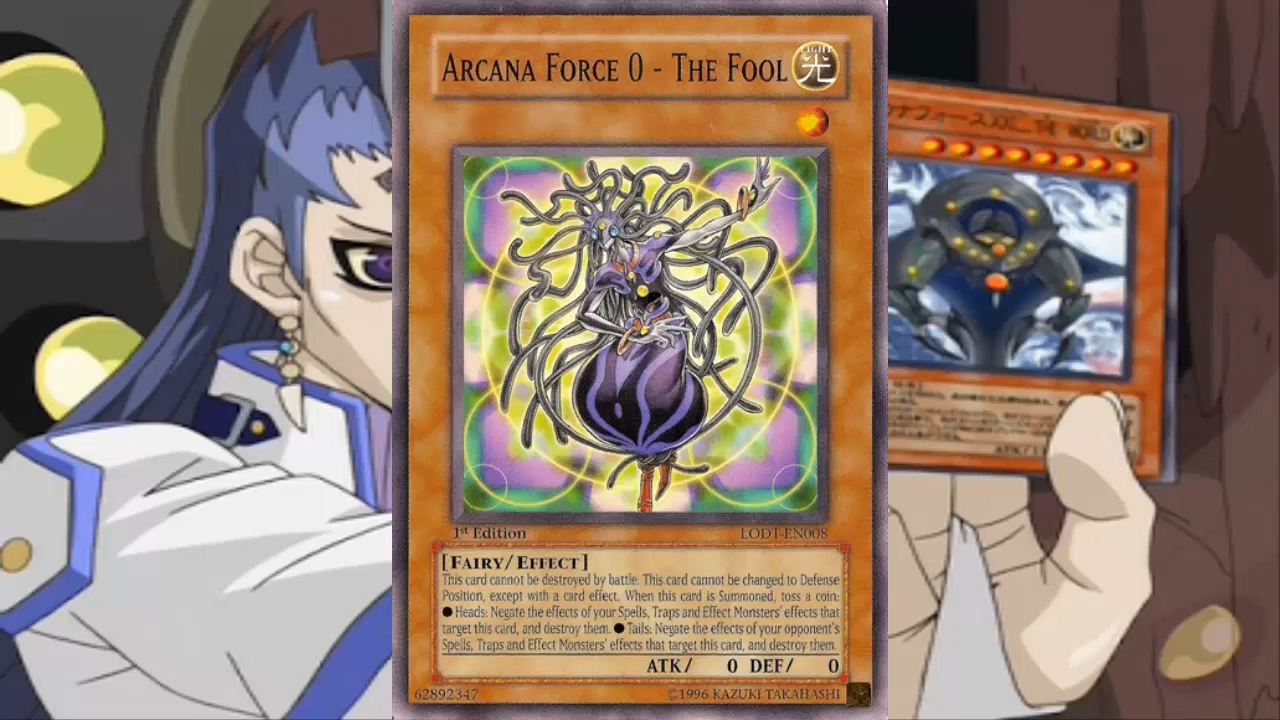 ARCANA FORCE 0 - THE FOOL
LIGHT
光
1st Edition
LODT-EN008
[FAIRY/EFFECT]
This card cannot be destroyed by battle. This card cannot be changed to Defense
Position, except with a card effect. When this card is Summoned, toss a coin:
● Heads: Negate the effects of your Spells, Traps and Effect Monsters' effects that
target this card, and destroy them. ● Tails: Negate the effects of your opponent's
Spells, Traps and Effect Monsters' effects that target this card, and destroy them.
ATK/ 0 DEF/ 0
62892347
©1996 KAZUKI TAKAHASHI
ナフォース THE WORLD
ATK/1